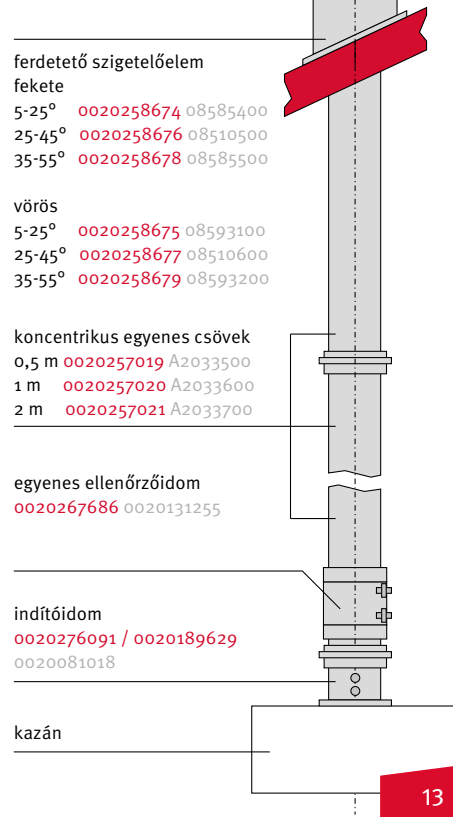 ferdetető szigetelőelem
fekete
5-25° 0020258674 08585400
25-45° 0020258676 08510500
35-55° 0020258678 08585500
vörös
5-25° 0020258675 08593100
25-45° 0020258677 08510600
35-55° 0020258679 08593200
koncentrikus egyenes csövek
0,5 m 0020257019 A2033500
1 m 0020257020 A2033600
2 m 0020257021 A2033700
egyenes ellenőrzőidom
0020267686 0020131255
indítóidom
0020276091 / 0020189629
0020081018
kazán
13